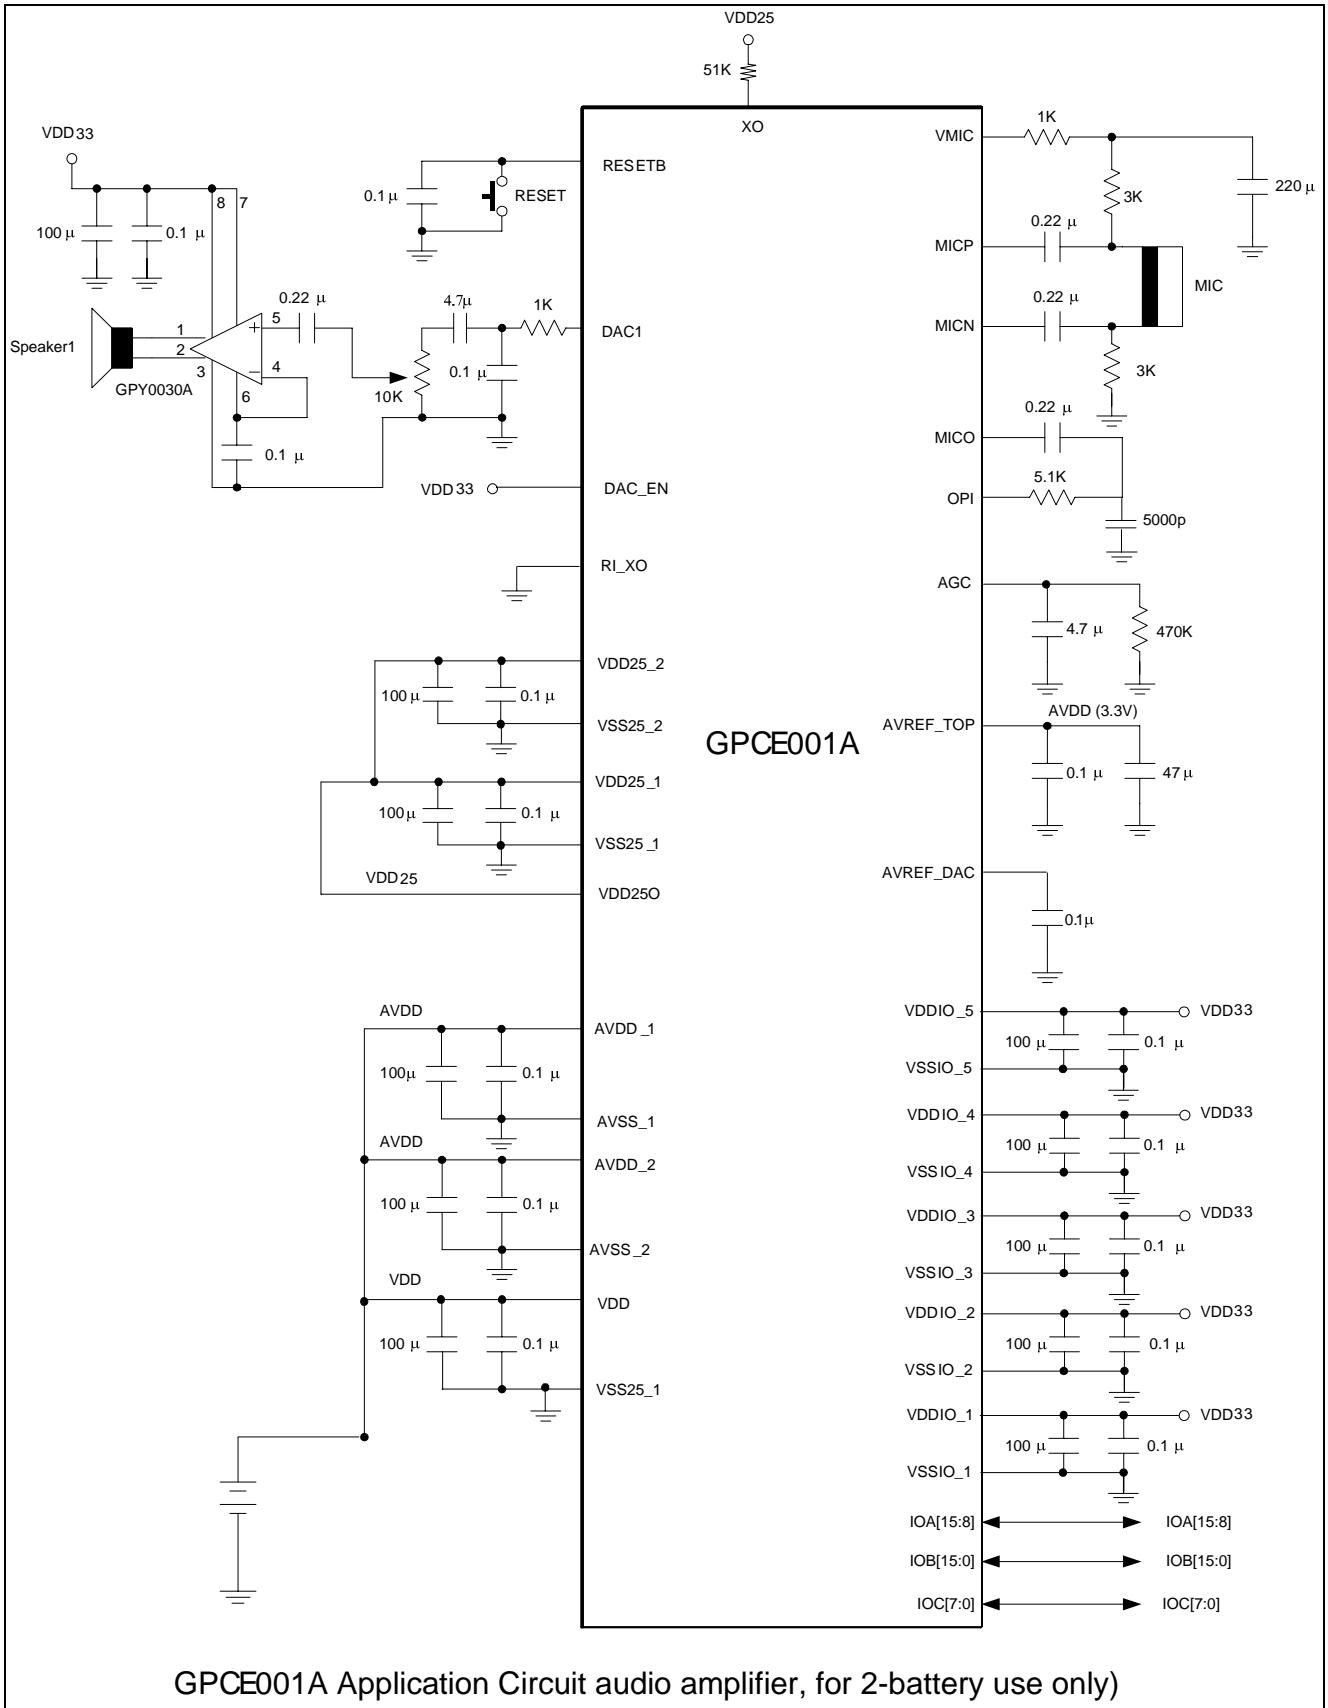 VDD25
51K
XO
VMIC
1K
VDD33
RESETB
0.1 μ
RESET
3K
220 μ
8
7
100 μ
0.1 μ
MICP
0.22 μ
MIC
0.22 μ
4.7μ
1K
0.22 μ
Speaker1
1
2
3
5
4
6
GPY0030A
DAC1
MICN
10K
0.1 μ
3K
0.1 μ
0.22 μ
MICO
VDD33
DAC_EN
5.1K
OPI
5000p
RI_XO
AGC
4.7 μ
470K
VDD25_2
100 μ
0.1 μ
VSS25_2
AVREF_TOP
AVDD (3.3V)
GPCE001A
0.1 μ
47 μ
VDD25_1
100 μ
0.1 μ
VSS25_1
AVREF_DAC
VDD25
VDD25O
0.1μ
AVDD
AVDD_1
VDDIO_5
VDD33
100 μ
0.1 μ
VSSIO_5
100μ
0.1 μ
AVSS_1
VDDIO_4
VDD33
100 μ
0.1 μ
VSSIO_4
AVDD
AVDD_2
100 μ
0.1 μ
AVSS_2
VDDIO_3
VDD33
100 μ
0.1 μ
VSSIO_3
VDD
VDD
100 μ
0.1 μ
VSS25_1
VDDIO_2
VDD33
100 μ
0.1 μ
VSSIO_2
VDDIO_1
VDD33
100 μ
0.1 μ
VSSIO_1
IOA[15:8]
IOA[15:8]
IOB[15:0]
IOB[15:0]
IOC[7:0]
IOC[7:0]
GPCE001A Application Circuit audio amplifier, for 2-battery use only)